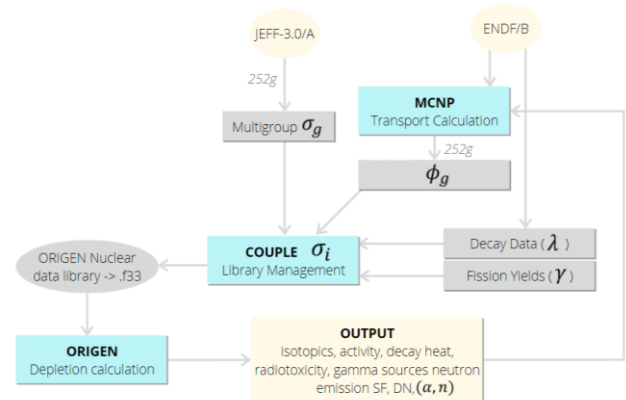 JEFF-3.0/A
ENDF/B
252g
MCNP
Transport Calculation
Multigroup σg
252g
ϕg
COUPLE σi
Library Management
Decay Data ( λ )
Fission Yields ( γ )
ORIGEN Nuclear
data library -> .f33
ORIGEN
Depletion calculation
OUTPUT
Isotopics, activity, decay heat,
radiotoxicity, gamma sources neutron
emission SF, DN,(α, n)